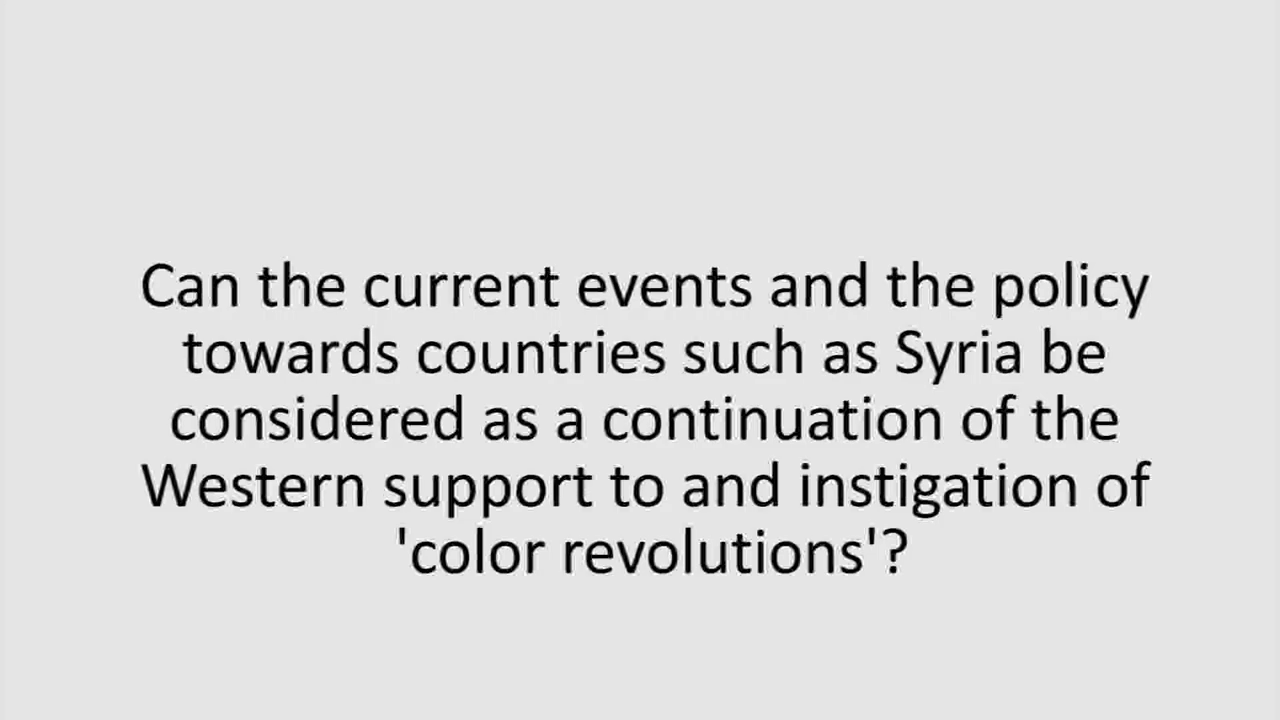 Can the current events and the policy
towards countries such as Syria be
considered as a continuation of the
Western support to and instigation of
'color revolutions'?